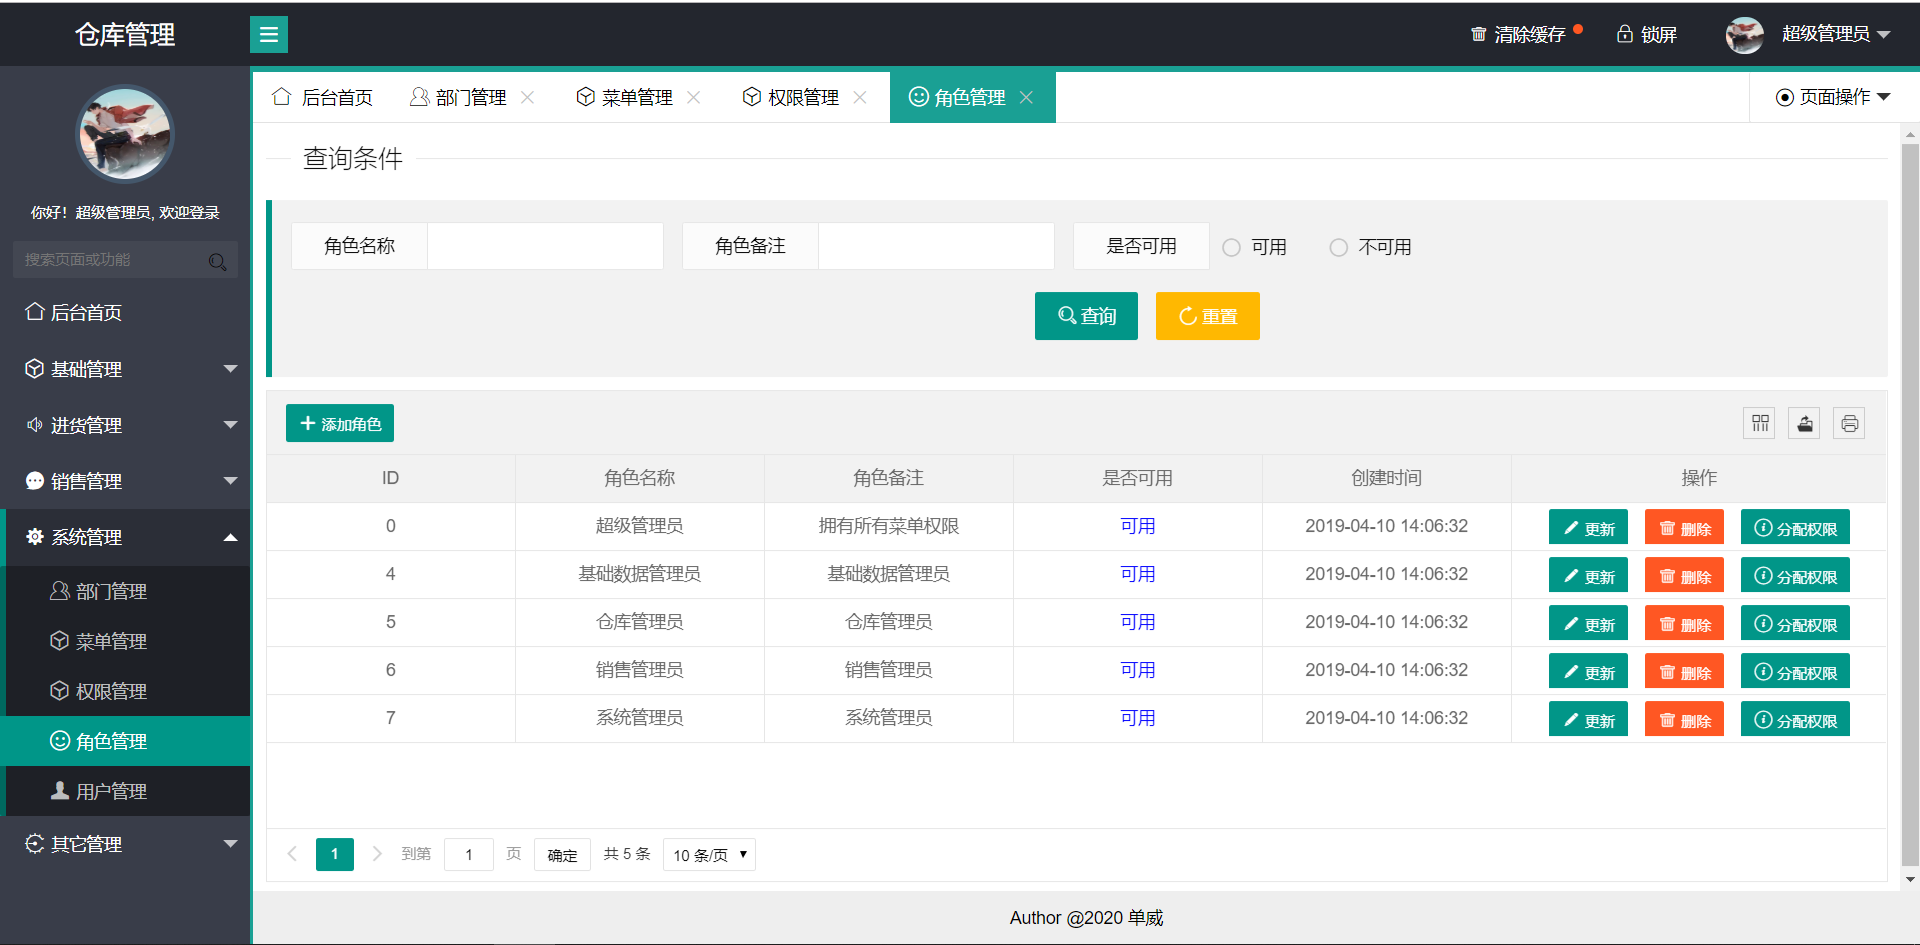 仓库管理
清除缓存
锁屏
超级管理员
后台首页
部门管理
菜单管理
权限管理
角色管理
页面操作
你好！超级管理员, 欢迎登录
搜索页面或功能
后台首页
基础管理
进货管理
销售管理
系统管理
部门管理
菜单管理
权限管理
角色管理
用户管理
其它管理
查询条件
角色名称
角色备注
是否可用
可用
不可用
查询
重置
添加角色
ID 角色名称 角色备注 是否可用 创建时间 操作
0 超级管理员 拥有所有菜单权限 可用 2019-04-10 14:06:32 更新 删除 分配权限
4 基础数据管理员 基础数据管理员 可用 2019-04-10 14:06:32 更新 删除 分配权限
5 仓库管理员 仓库管理员 可用 2019-04-10 14:06:32 更新 删除 分配权限
6 销售管理员 销售管理员 可用 2019-04-10 14:06:32 更新 删除 分配权限
7 系统管理员 系统管理员 可用 2019-04-10 14:06:32 更新 删除 分配权限
1 到第 1 页 确定 共 5 条 10 条/页
Author @2020 单威